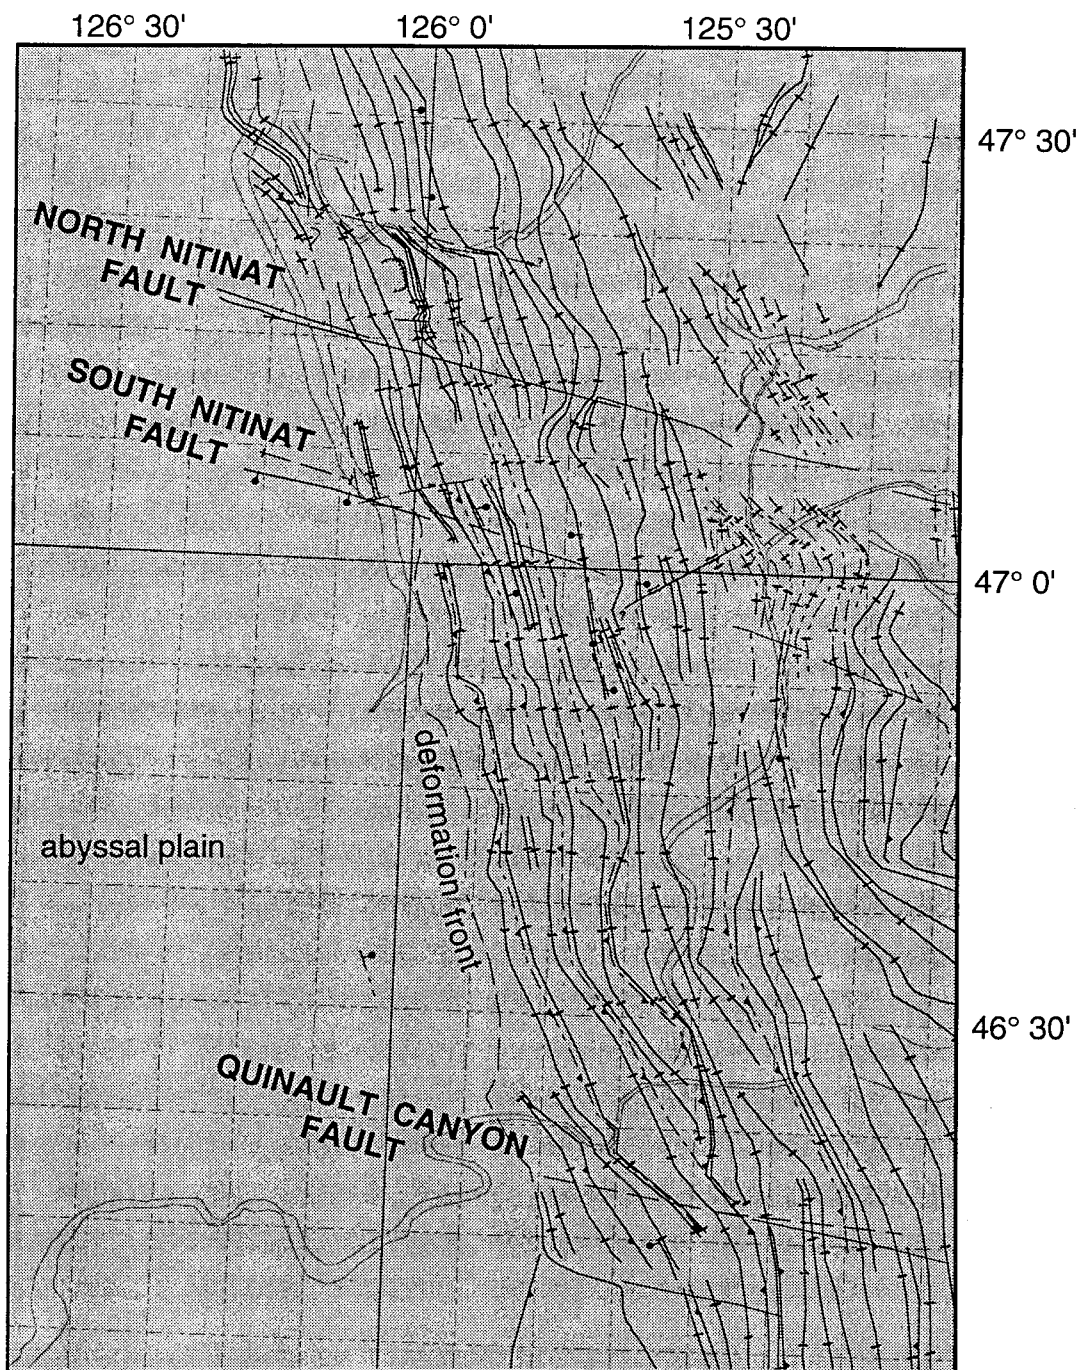 126° 30'
126° 0'
125° 30'
47° 30'
NORTH NITINAT
FAULT
SOUTH NITINAT
FAULT
47° 0'
deformation front
abyssal plain
46° 30'
QUINAULT CANYON
FAULT